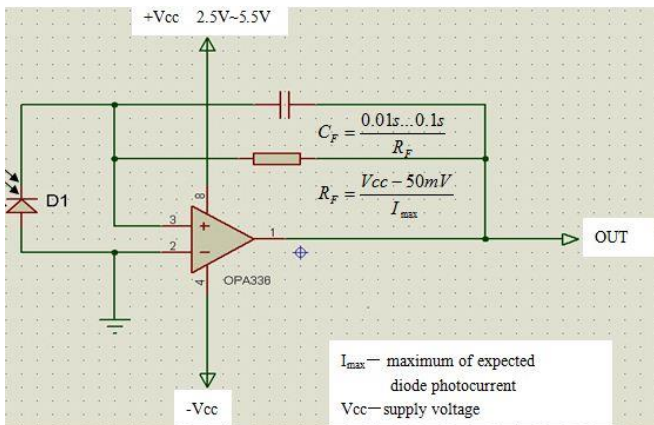 +Vcc 2.5V~5.5V
C_F = 0.01s...0.1s / R_F
R_F = Vcc - 50mV / I_max
D1
8
3
+
1
2
−
4
OPA336
OUT
-Vcc
I_max— maximum of expected
diode photocurrent
Vcc—supply voltage